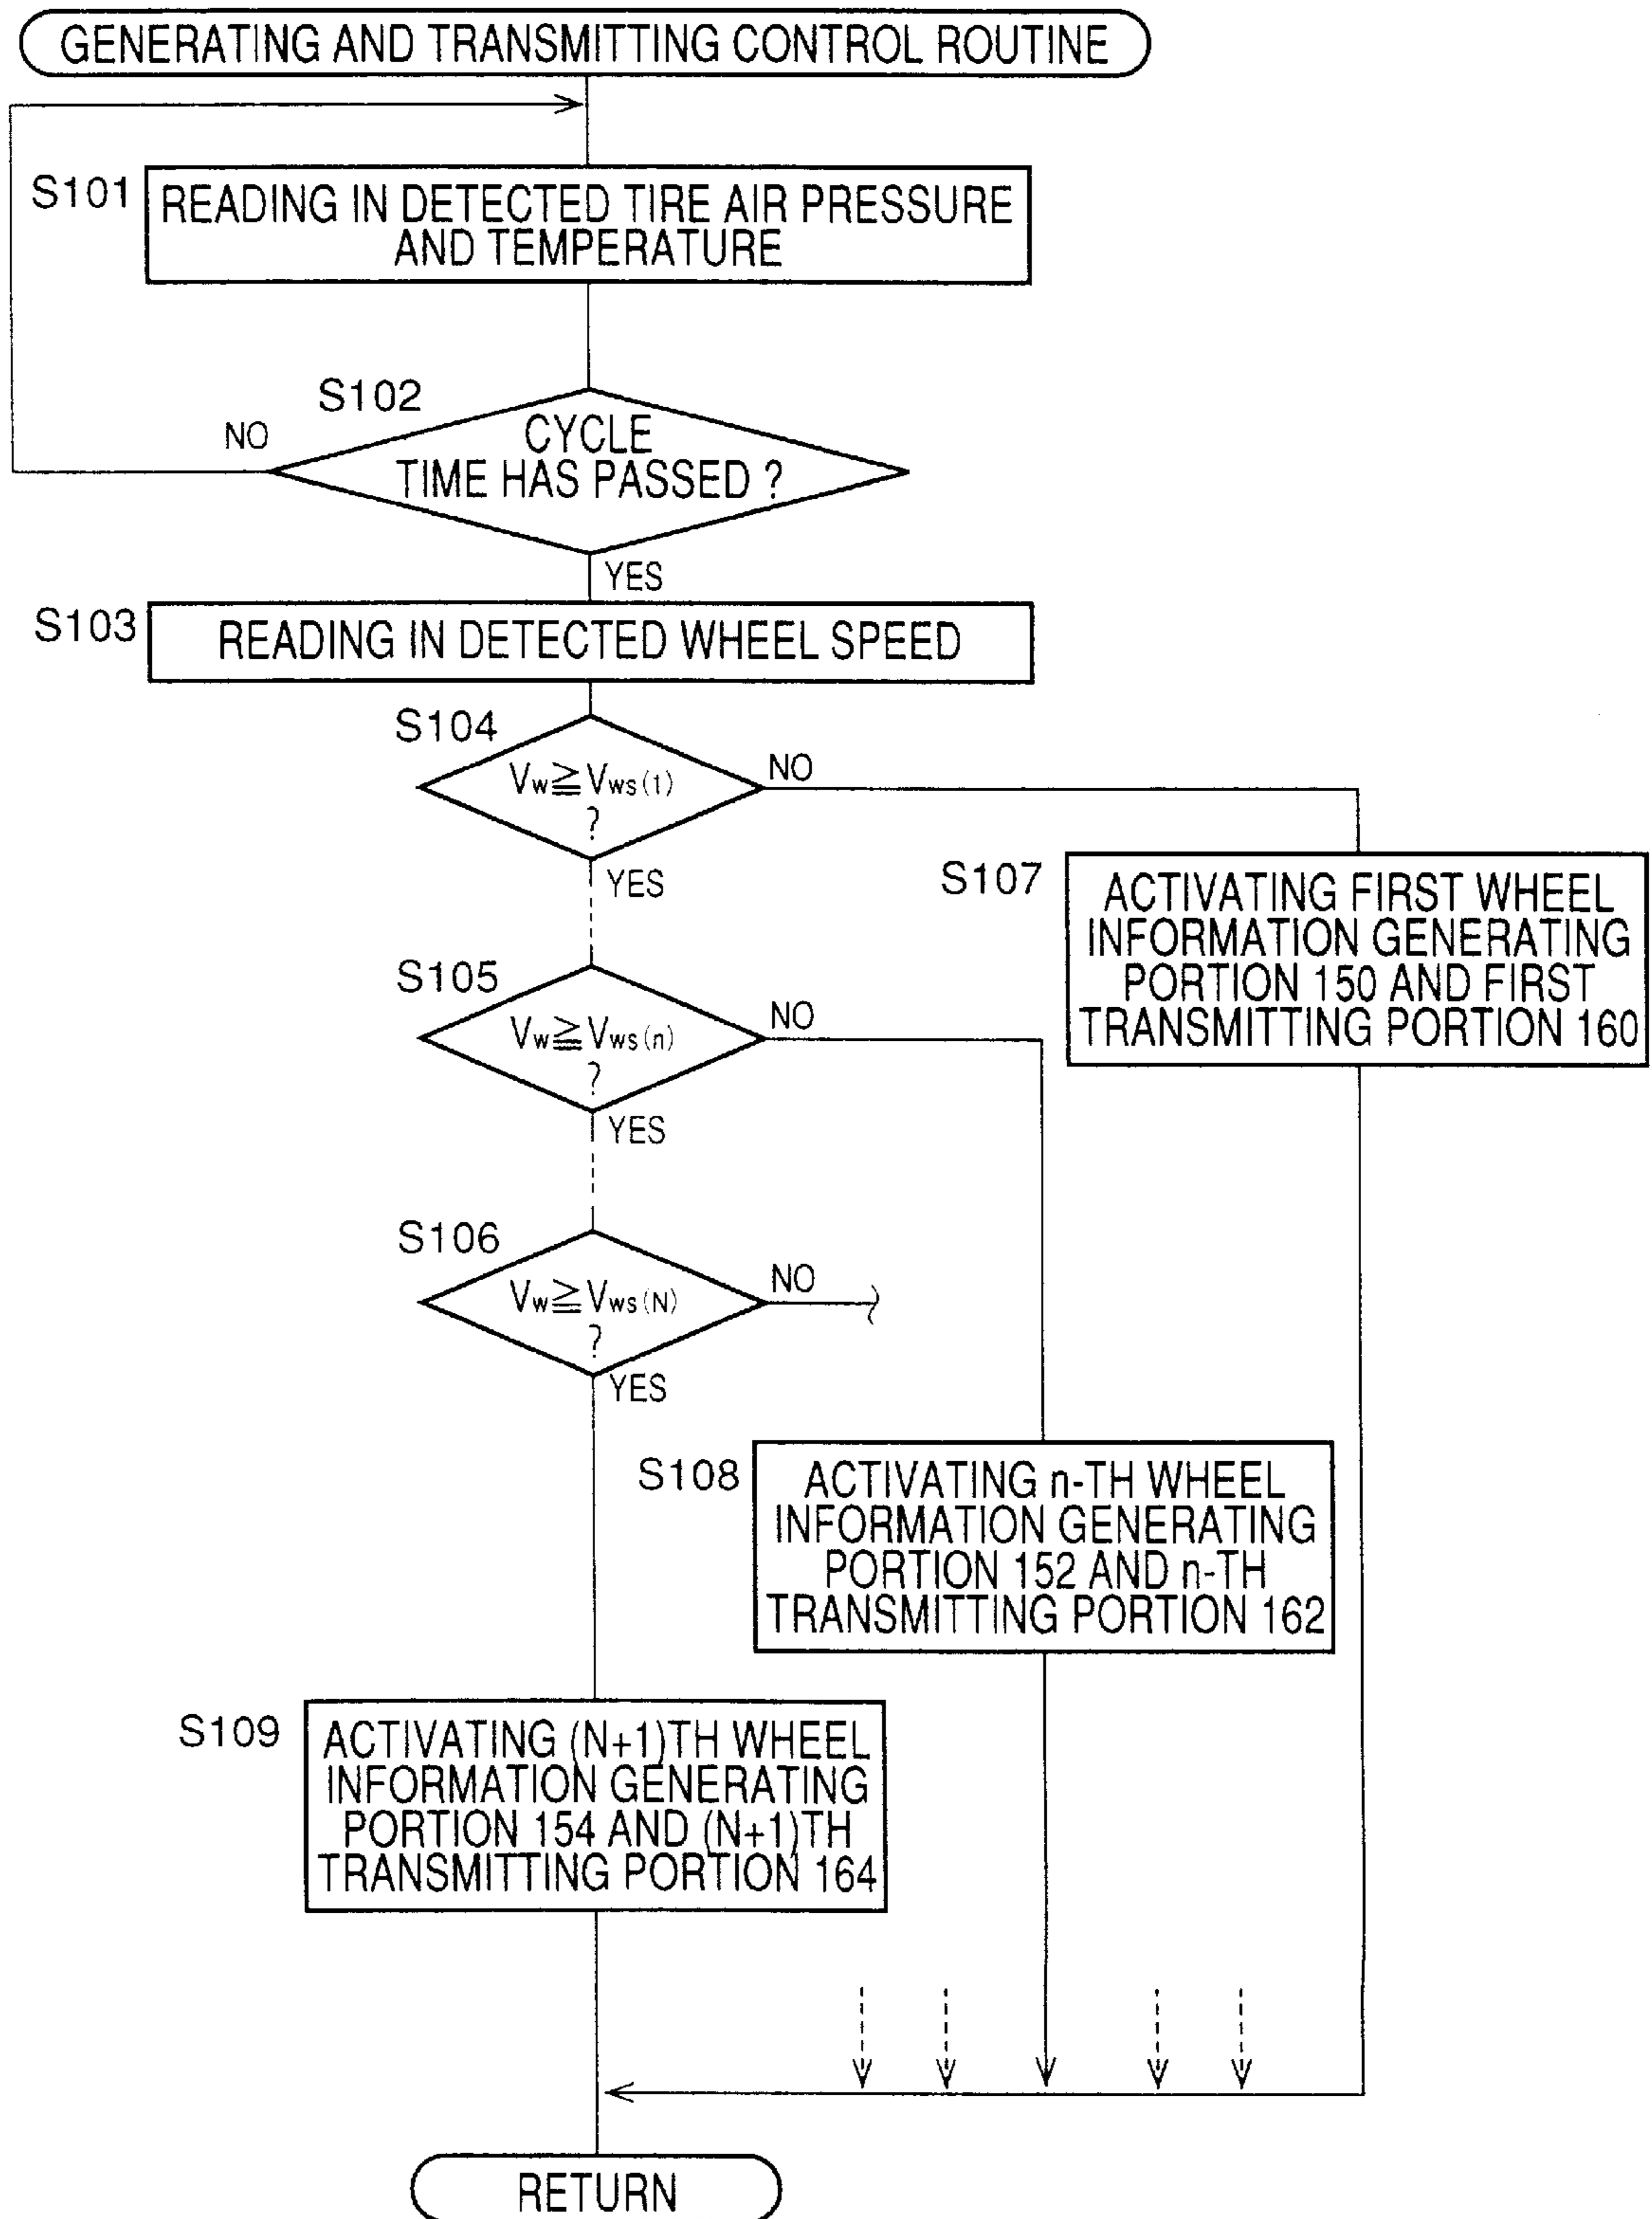 GENERATING AND TRANSMITTING CONTROL ROUTINE
S101
READING IN DETECTED TIRE AIR PRESSURE
AND TEMPERATURE
S102
NO
CYCLE
TIME HAS PASSED ?
YES
S103
READING IN DETECTED WHEEL SPEED
S104
Vw≧Vws(1)
?
NO
YES
S107
ACTIVATING FIRST WHEEL
INFORMATION GENERATING
PORTION 150 AND FIRST
TRANSMITTING PORTION 160
S105
Vw≧Vws(n)
?
NO
YES
S106
Vw≧Vws(N)
?
NO
YES
S108
ACTIVATING n-TH WHEEL
INFORMATION GENERATING
PORTION 152 AND n-TH
TRANSMITTING PORTION 162
S109
ACTIVATING (N+1)TH WHEEL
INFORMATION GENERATING
PORTION 154 AND (N+1)TH
TRANSMITTING PORTION 164
RETURN